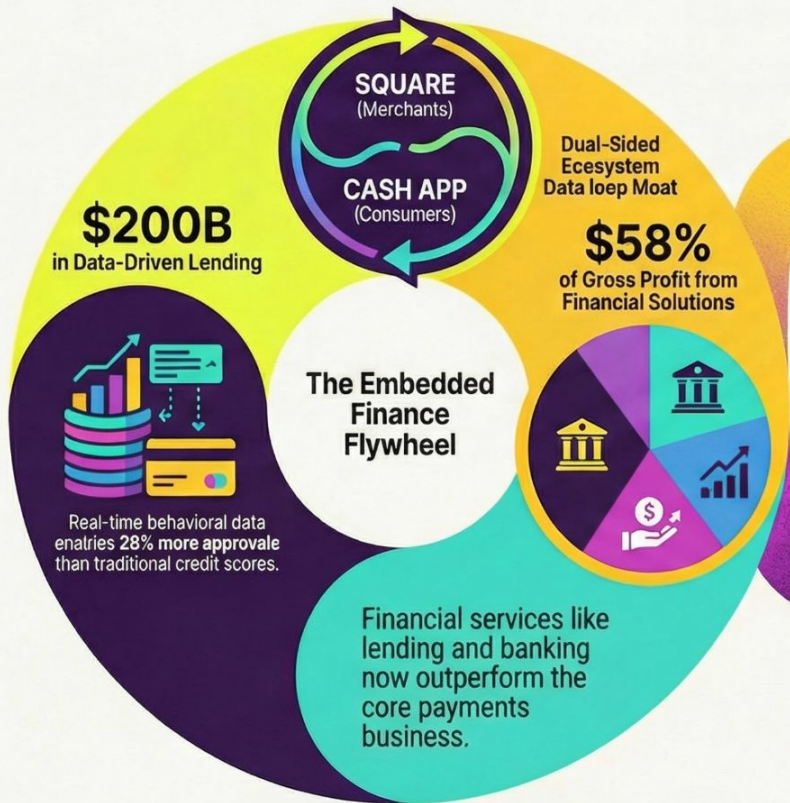 SQUARE
(Merchants)
CASH APP
(Consumers)
Dual-Sided
Ecesystem
Data loep Moat
$58%
of Gross Profit from
Financial Solutions
$200B
in Data-Driven Lending
The Embedded
Finance
Flywheel
$
Real-time behavioral data
enatries 28% more approvale
than traditional credit scores.
Financial services like
lending and banking
now outperform the
core payments
business.